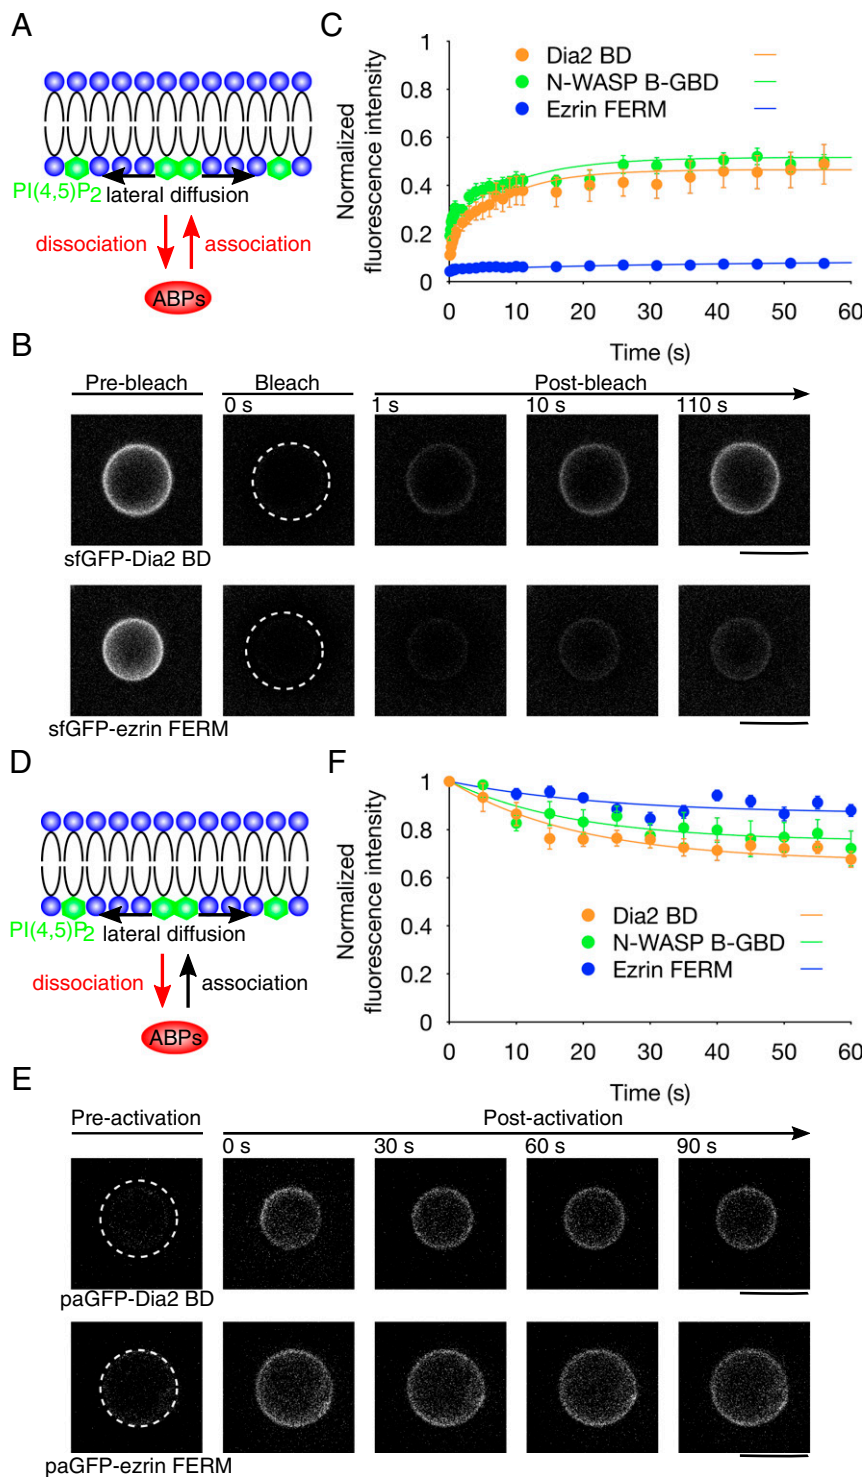 A
PI(4,5)P2
lateral diffusion
dissociation
association
ABPs
C
Normalized
fluorescence intensity
1
0.8
0.6
0.4
0.2
0
Dia2 BD
N-WASP B-GBD
Ezrin FERM
0 10 20 30 40 50 60
Time (s)
B
Pre-bleach
Bleach
Post-bleach
0 s
1 s
10 s
110 s
sfGFP-Dia2 BD
sfGFP-ezrin FERM
D
PI(4,5)P2
lateral diffusion
dissociation
association
ABPs
F
Normalized
fluorescence intensity
1
0.8
0.6
0.4
0.2
0
Dia2 BD
N-WASP B-GBD
Ezrin FERM
0 10 20 30 40 50 60
Time (s)
E
Pre-activation
Post-activation
0 s
30 s
60 s
90 s
paGFP-Dia2 BD
paGFP-ezrin FERM